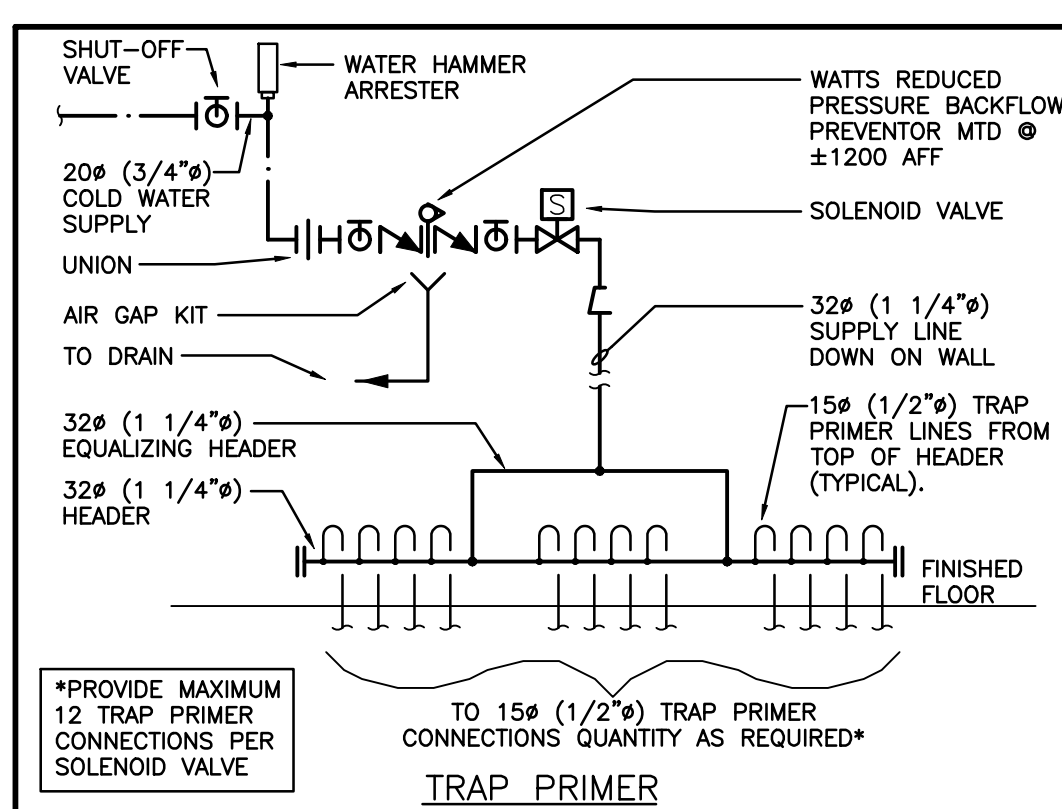 SHUT-OFF
VALVE
WATER HAMMER
ARRESTER
WATTS REDUCED
PRESSURE BACKFLOW
PREVENTOR MTD @
±1200 AFF
20ø (3/4"ø)
COLD WATER
SUPPLY
S
SOLENOID VALVE
UNION
AIR GAP KIT
32ø (1 1/4"ø)
SUPPLY LINE
DOWN ON WALL
TO DRAIN
32ø (1 1/4"ø)
EQUALIZING HEADER
15ø (1/2"ø) TRAP
PRIMER LINES FROM
TOP OF HEADER
(TYPICAL).
32ø (1 1/4"ø)
HEADER
FINISHED
FLOOR
*PROVIDE MAXIMUM
12 TRAP PRIMER
CONNECTIONS PER
SOLENOID VALVE
TO 15ø (1/2"ø) TRAP PRIMER
CONNECTIONS QUANTITY AS REQUIRED*
TRAP PRIMER